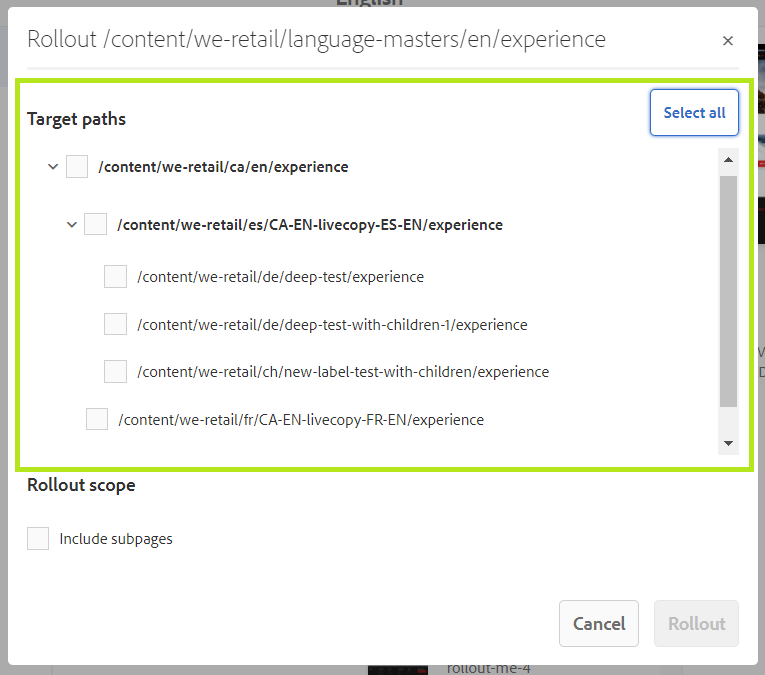 English
Rollout /content/we-retail/language-masters/en/experience
Target paths
Select all
/content/we-retail/ca/en/experience
/content/we-retail/es/CA-EN-livecopy-ES-EN/experience
/content/we-retail/de/deep-test/experience
/content/we-retail/de/deep-test-with-children-1/experience
/content/we-retail/ch/new-label-test-with-children/experience
/content/we-retail/fr/CA-EN-livecopy-FR-EN/experience
Rollout scope
Include subpages
Cancel
Rollout
rollout-me-4